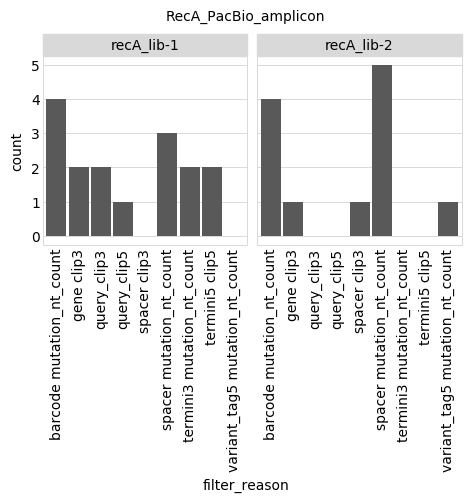 RecA_PacBio_amplicon
recA_lib-1
recA_lib-2
count
5
4
3
2
1
0
barcode mutation_nt_count
gene clip3
query_clip3
query_clip5
spacer clip3
spacer mutation_nt_count
termini3 mutation_nt_count
termini5 clip5
variant_tag5 mutation_nt_count
barcode mutation_nt_count
gene clip3
query_clip3
query_clip5
spacer clip3
spacer mutation_nt_count
termini3 mutation_nt_count
termini5 clip5
variant_tag5 mutation_nt_count
filter_reason